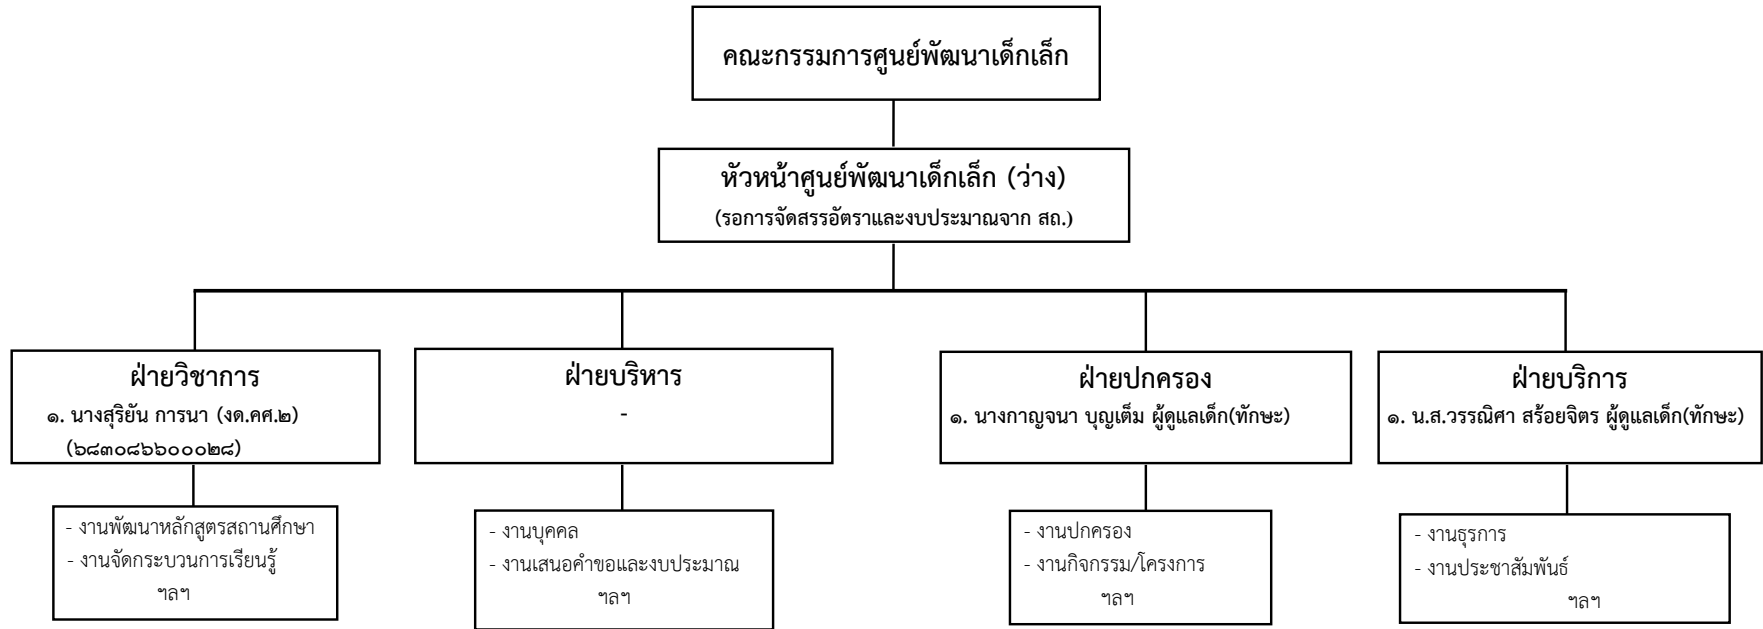 คณะกรรมการศูนย์พัฒนาเด็กเล็ก
หัวหน้าศูนย์พัฒนาเด็กเล็ก (ว่าง)
(รอการจัดสรรอัตราและงบประมาณจาก สถ.)
ฝ่ายวิชาการ
๑. นางสุริยัน การนา (งด.คศ.๒)
(๖๘๓๐๘๖๖๐๐๐๒๘)
ฝ่ายบริหาร
-
ฝ่ายปกครอง
๑. นางกาญจนา บุญเต็ม ผู้ดูแลเด็ก(ทักษะ)
ฝ่ายบริการ
๑. น.ส.วรรณิศา สร้อยจิตร ผู้ดูแลเด็ก(ทักษะ)
- งานพัฒนาหลักสูตรสถานศึกษา
- งานจัดกระบวนการเรียนรู้
ฯลฯ
- งานบุคคล
- งานเสนอคำขอและงบประมาณ
ฯลฯ
- งานปกครอง
- งานกิจกรรม/โครงการ
ฯลฯ
- งานธุรการ
- งานประชาสัมพันธ์
ฯลฯ